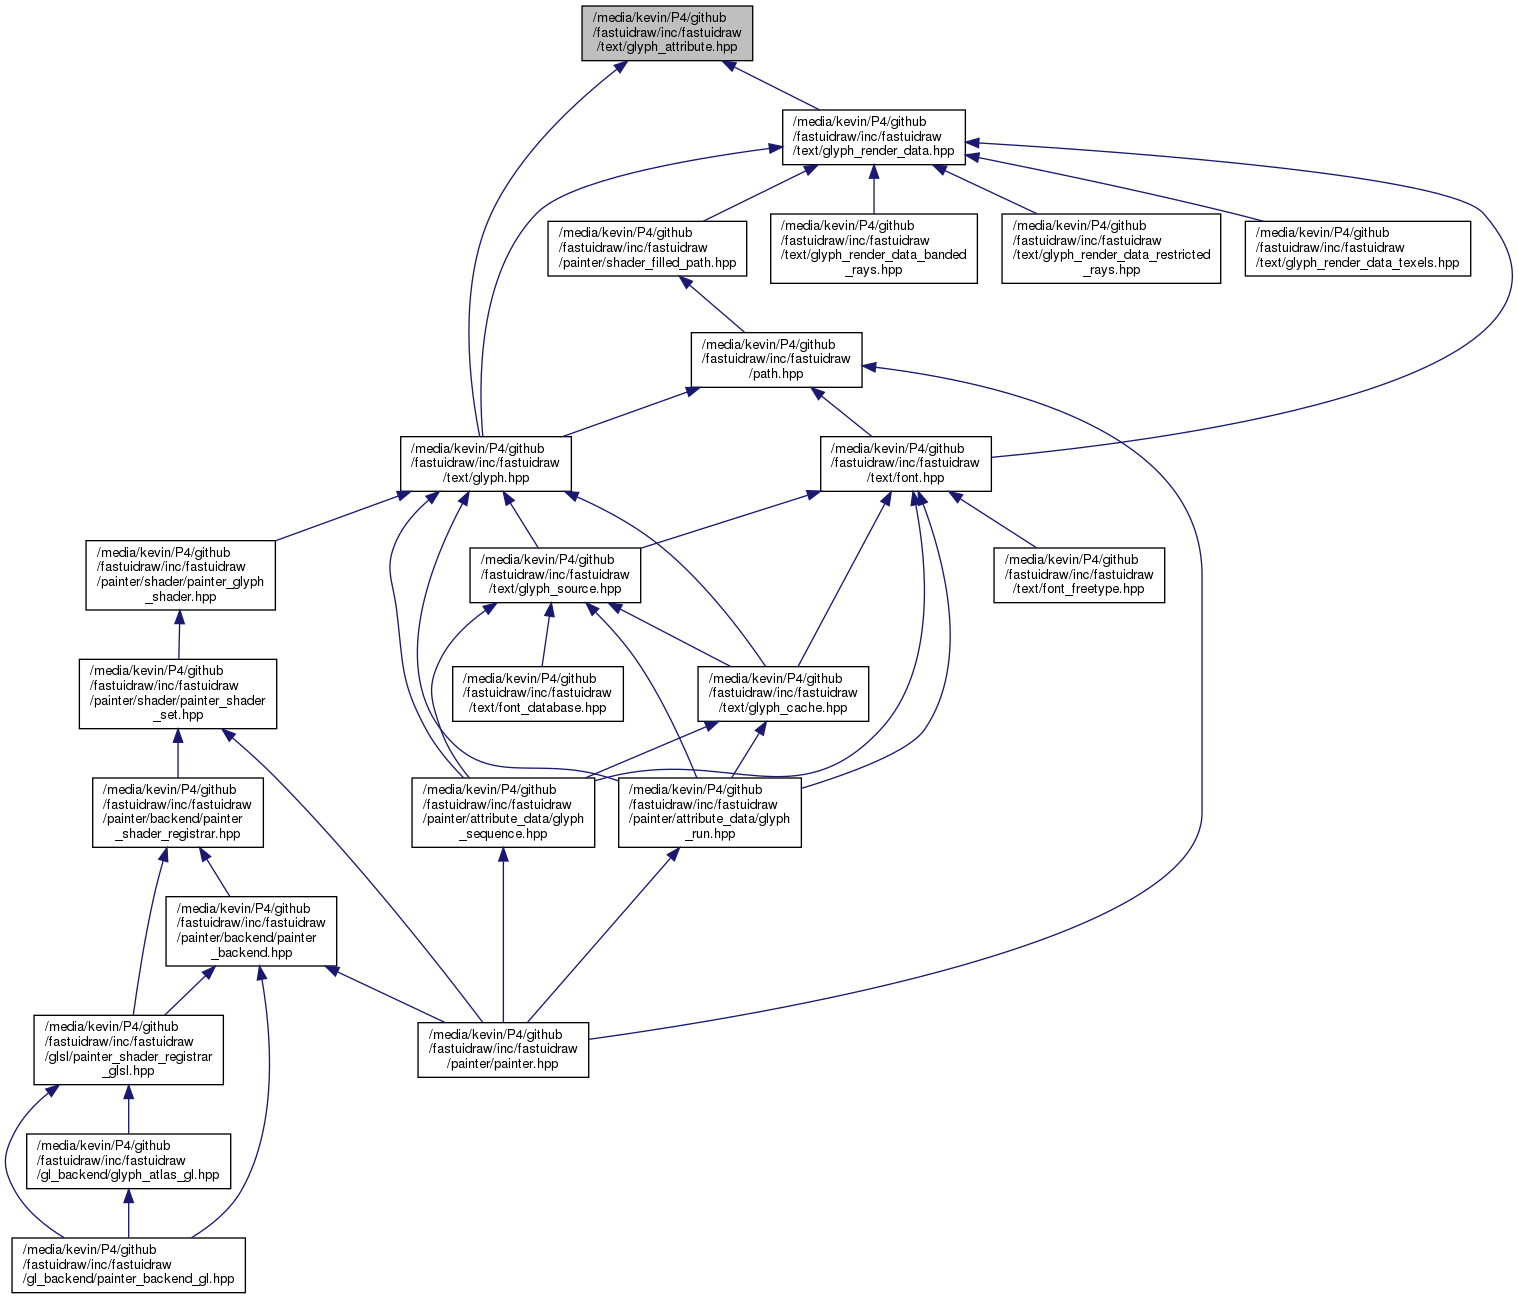 /media/kevin/P4/github
/fastuidraw/inc/fastuidraw
/text/glyph_attribute.hpp
/media/kevin/P4/github
/fastuidraw/inc/fastuidraw
/text/glyph_render_data.hpp
/media/kevin/P4/github
/fastuidraw/inc/fastuidraw
/painter/shader_filled_path.hpp
/media/kevin/P4/github
/fastuidraw/inc/fastuidraw
/text/glyph_render_data_banded
_rays.hpp
/media/kevin/P4/github
/fastuidraw/inc/fastuidraw
/text/glyph_render_data_restricted
_rays.hpp
/media/kevin/P4/github
/fastuidraw/inc/fastuidraw
/text/glyph_render_data_texels.hpp
/media/kevin/P4/github
/fastuidraw/inc/fastuidraw
/path.hpp
/media/kevin/P4/github
/fastuidraw/inc/fastuidraw
/text/glyph.hpp
/media/kevin/P4/github
/fastuidraw/inc/fastuidraw
/text/font.hpp
/media/kevin/P4/github
/fastuidraw/inc/fastuidraw
/painter/shader/painter_glyph
_shader.hpp
/media/kevin/P4/github
/fastuidraw/inc/fastuidraw
/text/glyph_source.hpp
/media/kevin/P4/github
/fastuidraw/inc/fastuidraw
/text/font_freetype.hpp
/media/kevin/P4/github
/fastuidraw/inc/fastuidraw
/painter/shader/painter_shader
_set.hpp
/media/kevin/P4/github
/fastuidraw/inc/fastuidraw
/text/font_database.hpp
/media/kevin/P4/github
/fastuidraw/inc/fastuidraw
/text/glyph_cache.hpp
/media/kevin/P4/github
/fastuidraw/inc/fastuidraw
/painter/backend/painter
_shader_registrar.hpp
/media/kevin/P4/github
/fastuidraw/inc/fastuidraw
/painter/attribute_data/glyph
_sequence.hpp
/media/kevin/P4/github
/fastuidraw/inc/fastuidraw
/painter/attribute_data/glyph
_run.hpp
/media/kevin/P4/github
/fastuidraw/inc/fastuidraw
/painter/backend/painter
_backend.hpp
/media/kevin/P4/github
/fastuidraw/inc/fastuidraw
/glsl/painter_shader_registrar
_glsl.hpp
/media/kevin/P4/github
/fastuidraw/inc/fastuidraw
/painter/painter.hpp
/media/kevin/P4/github
/fastuidraw/inc/fastuidraw
/gl_backend/glyph_atlas_gl.hpp
/media/kevin/P4/github
/fastuidraw/inc/fastuidraw
/gl_backend/painter_backend_gl.hpp